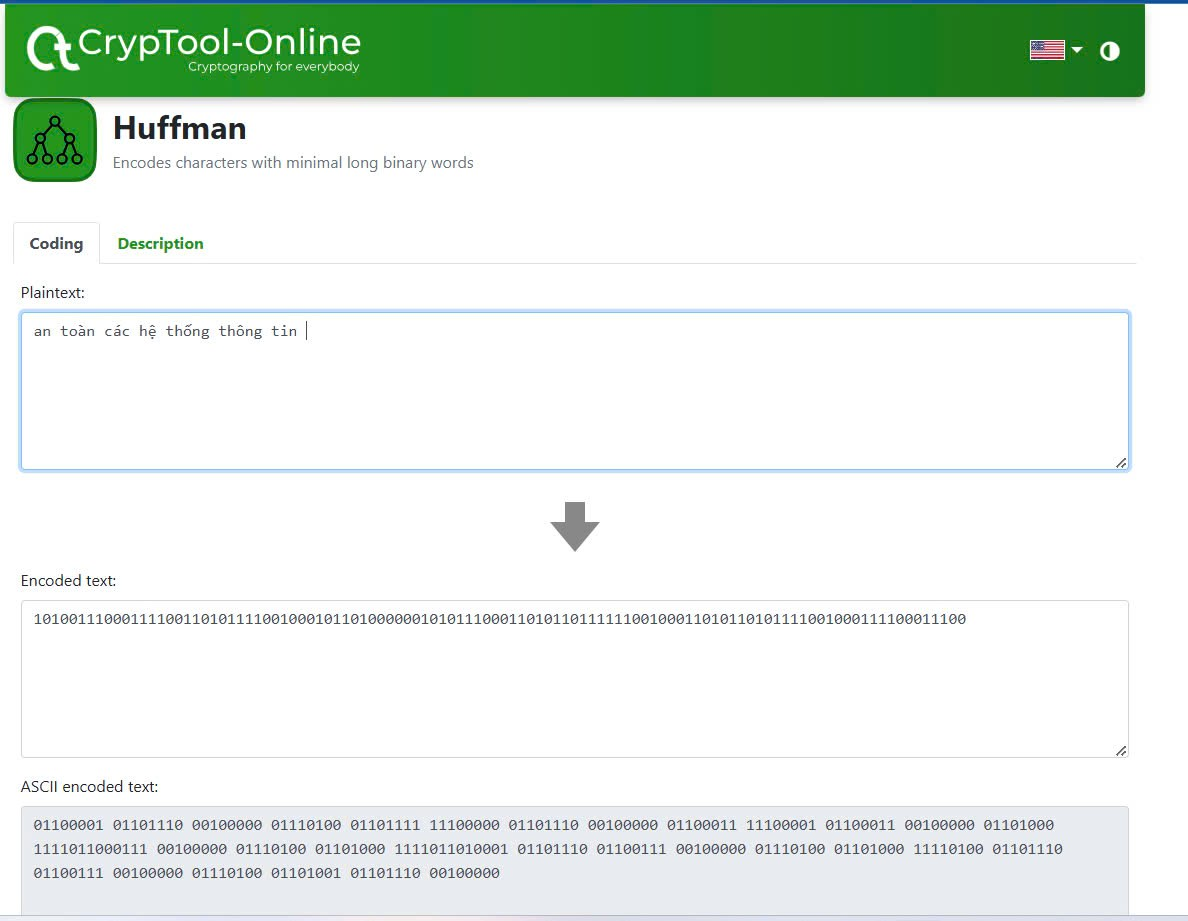 CrypTool-Online
Cryptography for everybody
Huffman
Encodes characters with minimal long binary words
Coding Description
Plaintext:
an toàn các hệ thống thông tin
Encoded text:
1010011100011110011010111100100010110100000010101110001101011011111100100011010110101111001000111100011100
ASCII encoded text:
01100001 01101110 00100000 01110100 01101111 11100000 01101110 00100000 01100011 11100001 01100011 00100000 01101000
1111011000111 00100000 01110100 01101000 1111011010001 01101110 01100111 00100000 01110100 01101000 11110100 01101110
01100111 00100000 01110100 01101001 01101110 00100000